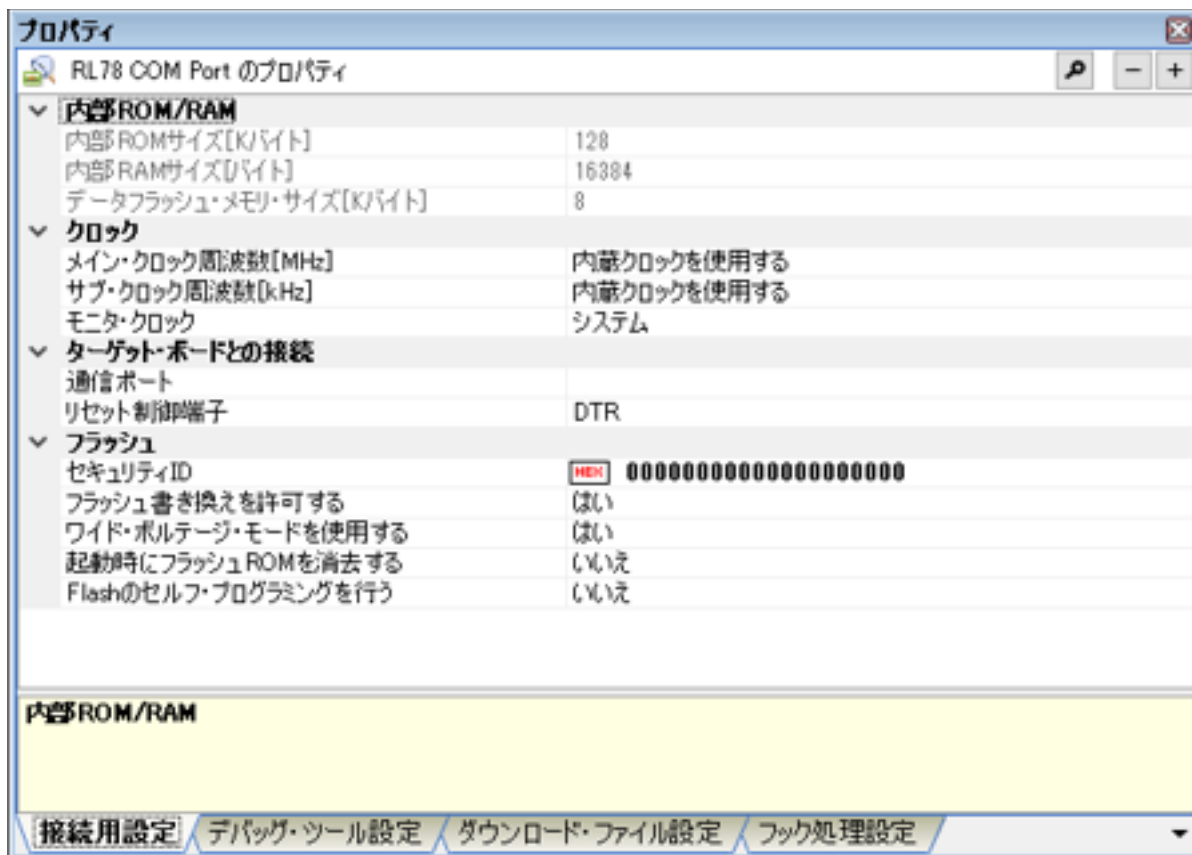 プロパティ
RL78 COM Port のプロパティ
内部ROM/RAM
内部ROMサイズ[Kバイト] 128
内部RAMサイズ[バイト] 16384
データフラッシュ・メモリ・サイズ[Kバイト] 8
クロック
メイン・クロック周波数[MHz] 内蔵クロックを使用する
サブ・クロック周波数[kHz] 内蔵クロックを使用する
モニタ・クロック システム
ターゲット・ボードとの接続
通信ポート
リセット制御端子 DTR
フラッシュ
セキュリティID HEX 00000000000000000000
フラッシュ書き換えを許可する はい
ワイド・ボルテージ・モードを使用する はい
起動時にフラッシュROMを消去する いいえ
Flashのセルフ・プログラミングを行う いいえ
内部ROM/RAM
接続用設定 デバッグ・ツール設定 ダウンロード・ファイル設定 フック処理設定